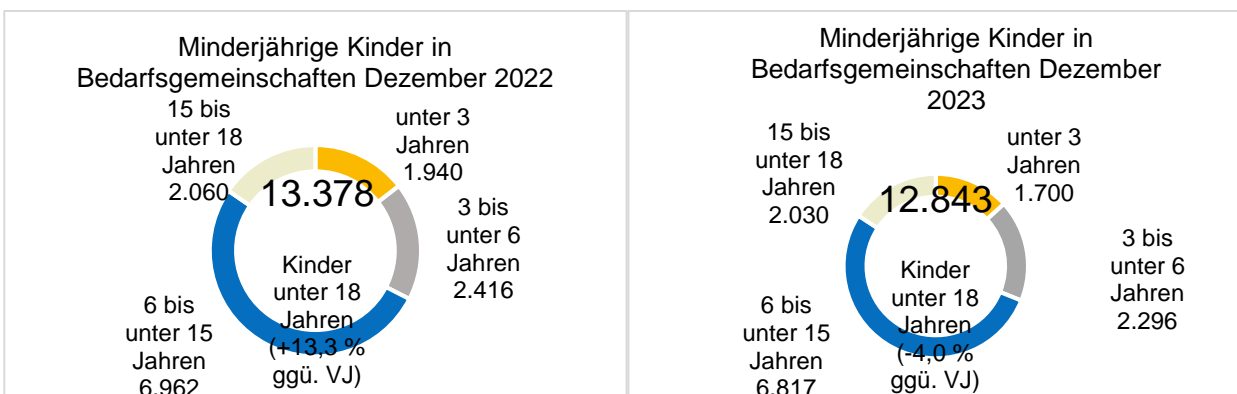 Minderjährige Kinder in
Bedarfsgemeinschaften Dezember 2022
15 bis
unter 18
Jahren
2.060
unter 3
Jahren
1.940
13.378
3 bis
unter 6
Jahren
2.416
Kinder
unter 18
Jahren
(+13,3 %
ggü. VJ)
6 bis
unter 15
Jahren
6.962
Minderjährige Kinder in
Bedarfsgemeinschaften Dezember
2023
15 bis
unter 18
Jahren
2.030
unter 3
Jahren
1.700
12.843
3 bis
unter 6
Jahren
2.296
Kinder
unter 18
Jahren
(-4,0 %
ggü. VJ)
6 bis
unter 15
Jahren
6.817